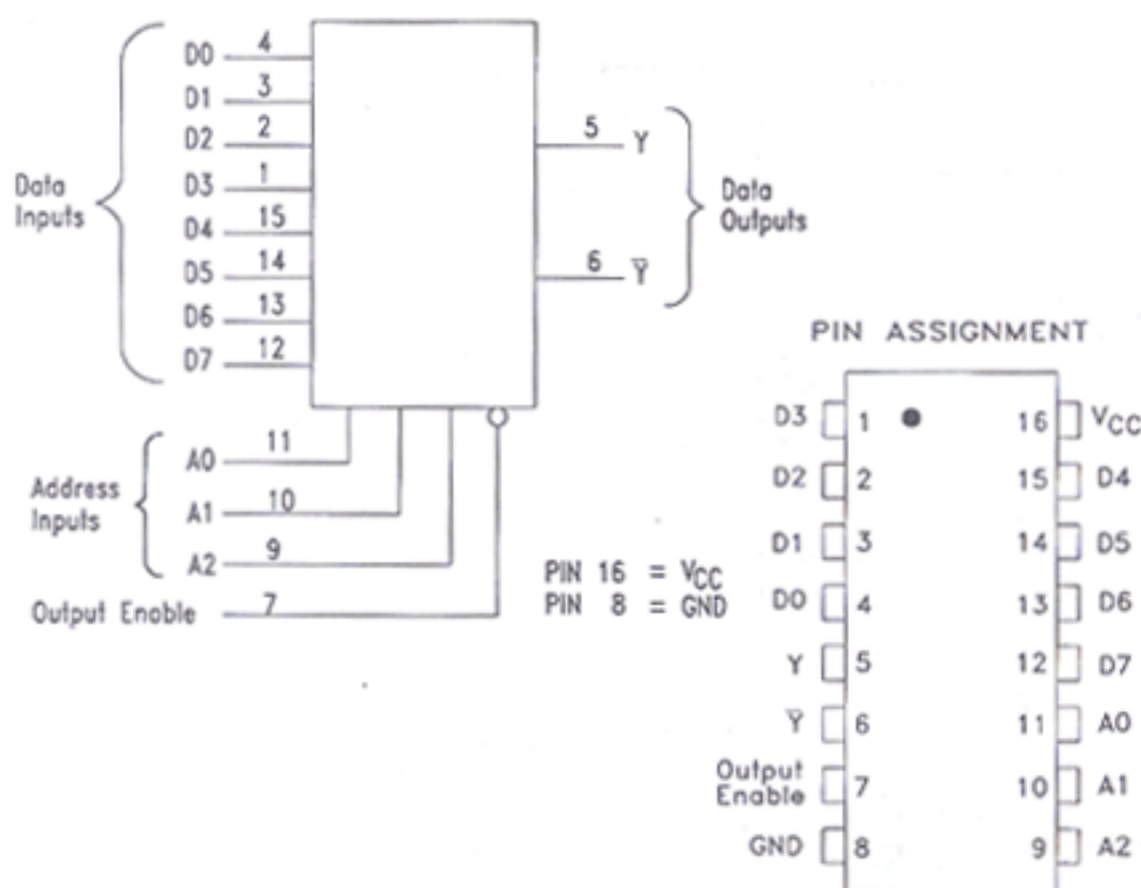 D0 4
D1 3
D2 2
D3 1
D4 15
D5 14
D6 13
D7 12
Data
Inputs
5 Y
6 Ȳ
Data
Outputs
A0 11
A1 10
A2 9
Address
Inputs
Output Enable 7
PIN 16 = VCC
PIN 8 = GND
PIN ASSIGNMENT
D3 1 16 VCC
D2 2 15 D4
D1 3 14 D5
D0 4 13 D6
Y 5 12 D7
Ȳ 6 11 A0
Output
Enable 7 10 A1
GND 8 9 A2